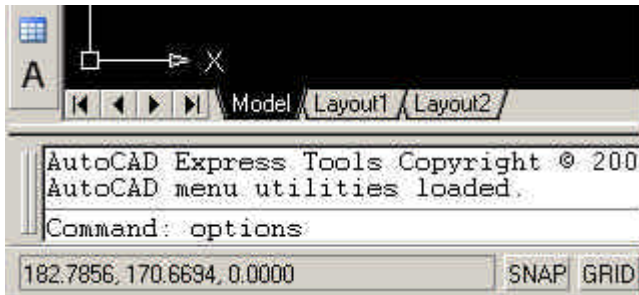 X
A
Model Layout1 Layout2
AutoCAD Express Tools Copyright © 200
AutoCAD menu utilities loaded.
Command: options
182.7856, 170.6694, 0.0000 SNAP GRID